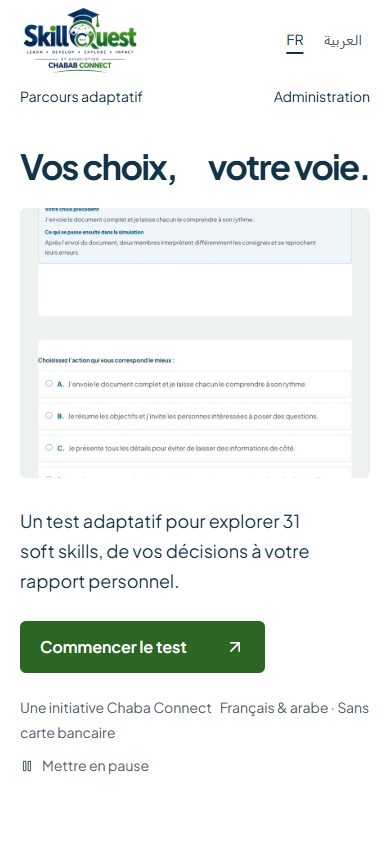 SkillQuest
LEARN • DEVELOP • EXPLORE • IMPACT
ET ASSOCIATION
CHABAB CONNECT
FR
العربية
Parcours adaptatif
Administration
Vos choix, votre voie.
Votre choix précédent
J'envoie le document complet et je laisse chacun le comprendre à son rythme.
Ce qui se passe ensuite dans la simulation
Après l'envoi du document, deux membres interprètent différemment les consignes et se reprochent
leurs erreurs.
Choisissez l'action qui vous correspond le mieux :
A. J'envoie le document complet et je laisse chacun le comprendre à son rythme.
B. Je résume les objectifs et j'invite les personnes intéressées à poser des questions.
C. Je présente tous les détails pour éviter de laisser des informations de côté.
Un test adaptatif pour explorer 31
soft skills, de vos décisions à votre
rapport personnel.
Commencer le test
Une initiative Chaba Connect Français & arabe · Sans
carte bancaire
Mettre en pause